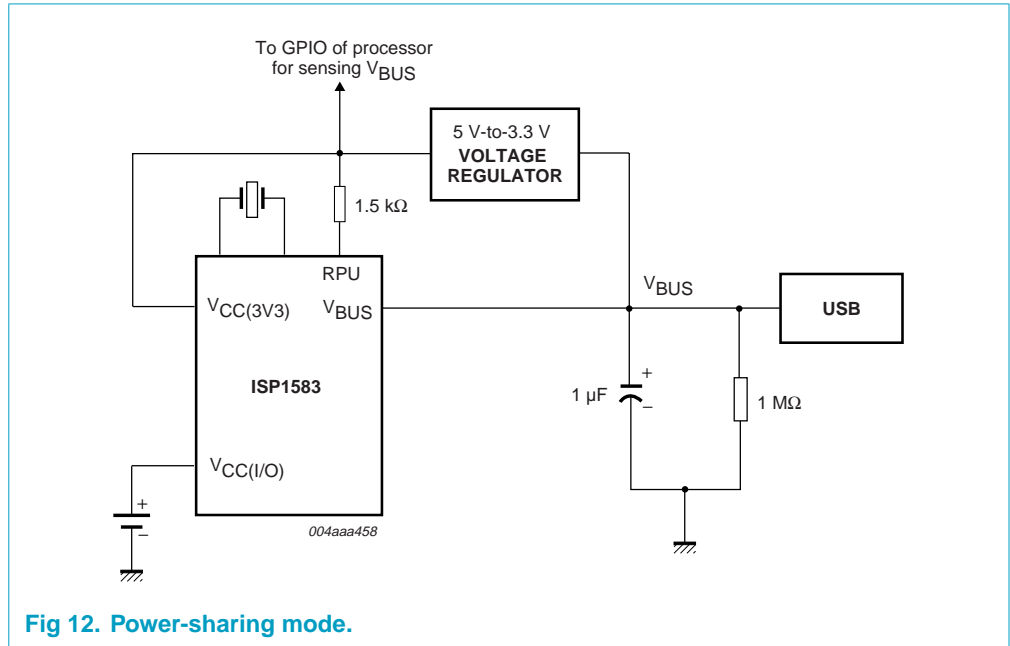 To GPIO of processor
for sensing VBUS
5 V-to-3.3 V
VOLTAGE
REGULATOR
1.5 kΩ
RPU
VCC(3V3)
VBUS
VBUS
USB
ISP1583
+
1 µF
–
1 MΩ
VCC(I/O)
+
–
004aaa458
Fig 12. Power-sharing mode.